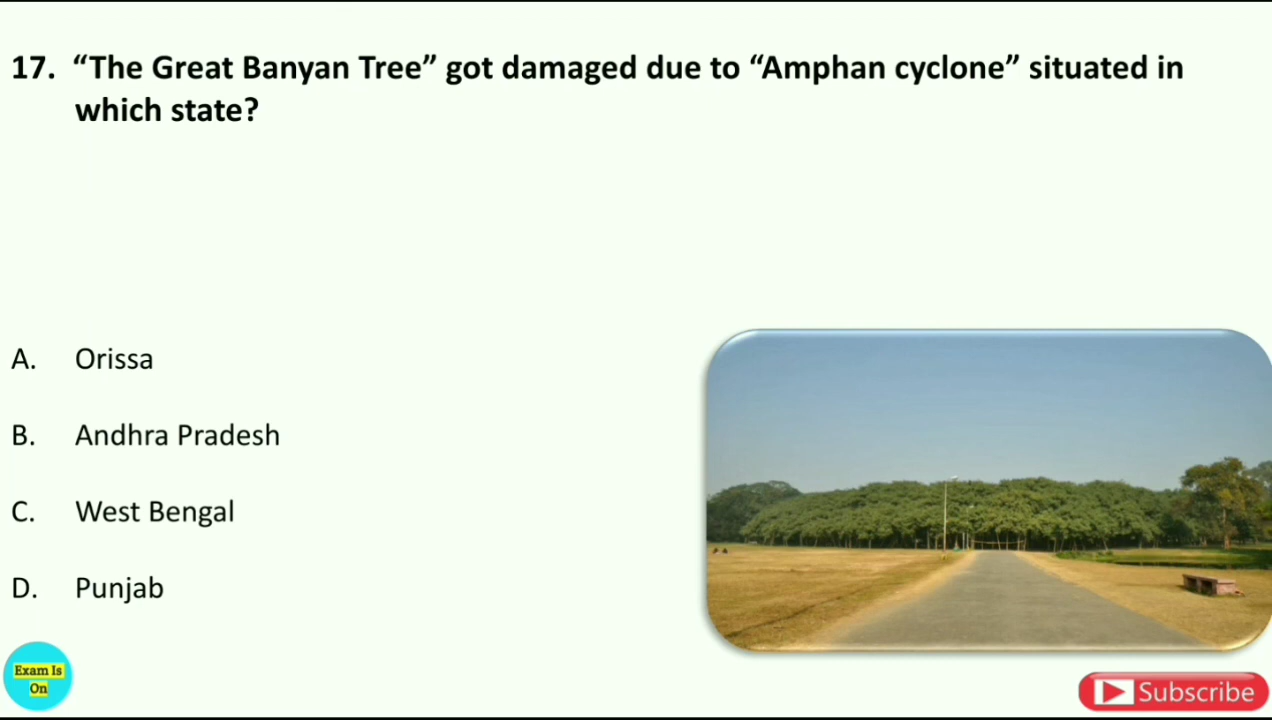 17. “The Great Banyan Tree” got damaged due to “Amphan cyclone” situated in
which state?
A. Orissa
B. Andhra Pradesh
C. West Bengal
D. Punjab
Exam Is
On
Subscribe